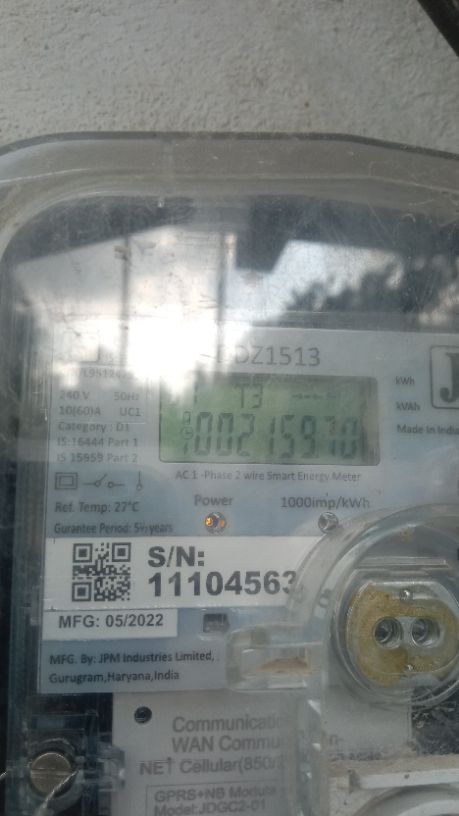 DZ1513
240 V 50Hz
10(60)A UC1
Category : D1
IS:16444 Part 1
IS 15959 Part 2
T3
00215970
kWh
kVAh
Made in India
AC 1 -Phase 2 wire Smart Energy Meter
Ref. Temp: 27°C
Power
1000imp/kWh
Gurantee Period: 5½ years
S/N:
11104563
MFG: 05/2022
MFG. By: JPM Industries Limited,
Gurugram,Haryana,India
Communicatio
WAN Commu
NET Cellular(850/
GPRS+NB Modula
Model:JDGC2-01